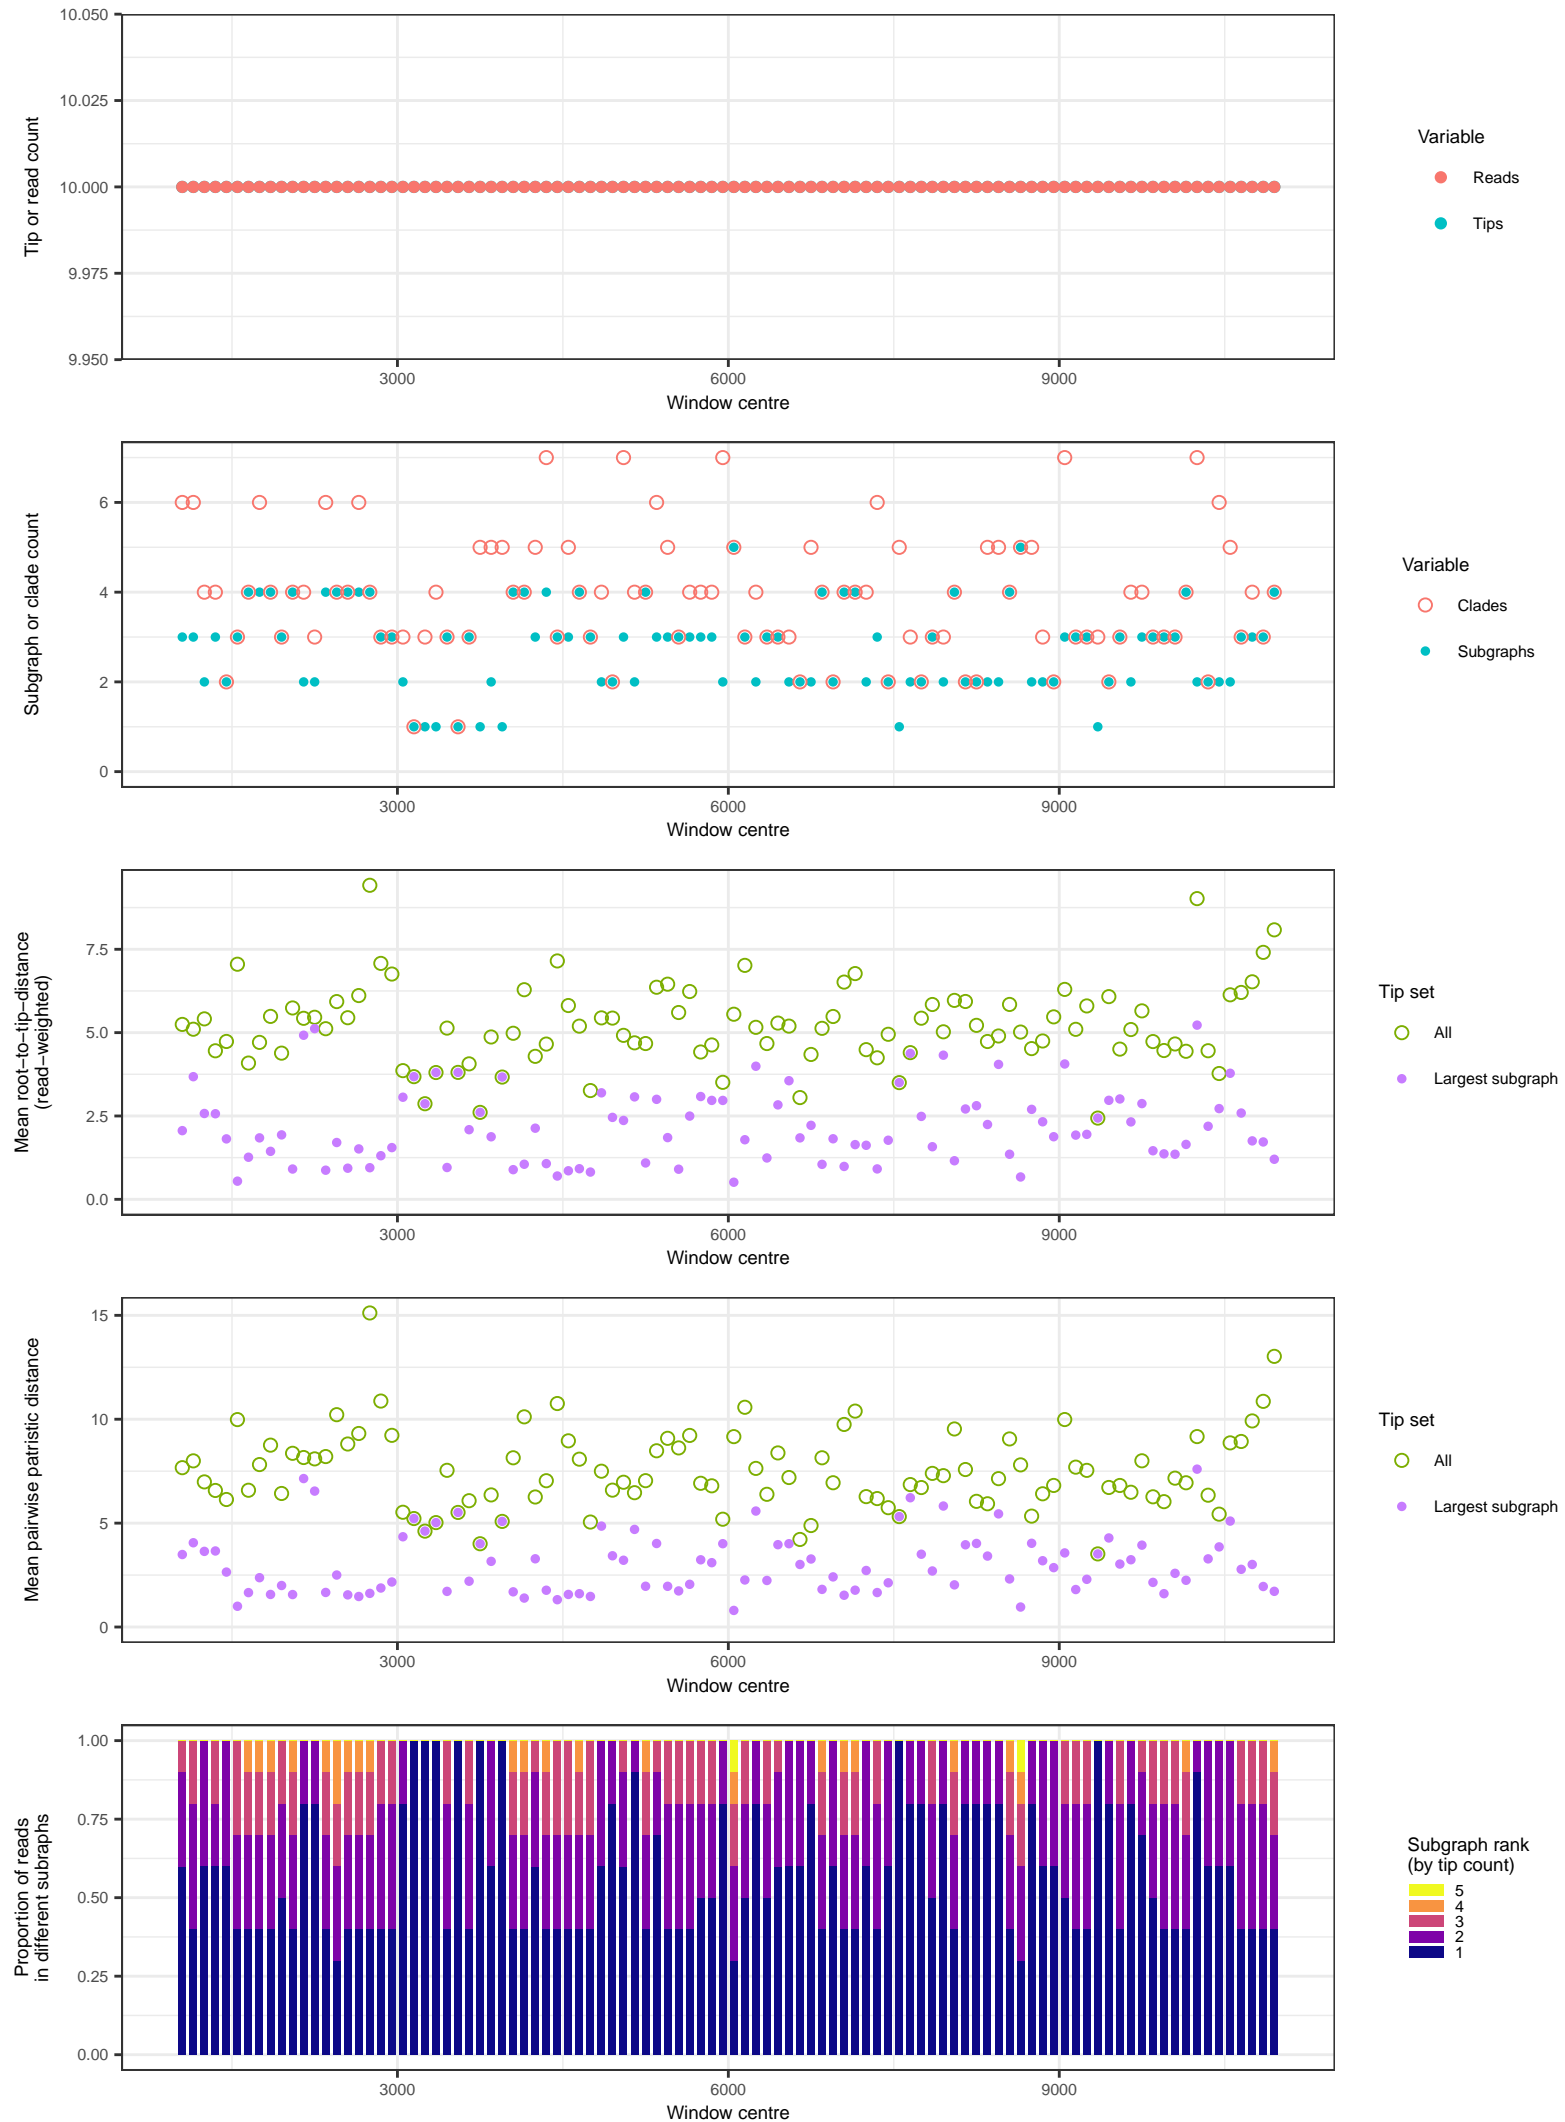 10.050
10.025
10.000
9.975
9.950
Tip or read count
3000 6000 9000
Window centre
Variable
Reads
Tips
6
4
2
0
Subgraph or clade count
3000 6000 9000
Window centre
Variable
Clades
Subgraphs
7.5
5.0
2.5
0.0
Mean root−to−tip−distance
(read−weighted)
3000 6000 9000
Window centre
Tip set
All
Largest subgraph
15
10
5
0
Mean pairwise patristic distance
3000 6000 9000
Window centre
Tip set
All
Largest subgraph
1.00
0.75
0.50
0.25
0.00
Proportion of reads
in different subraphs
3000 6000 9000
Window centre
Subgraph rank
(by tip count)
5
4
3
2
1